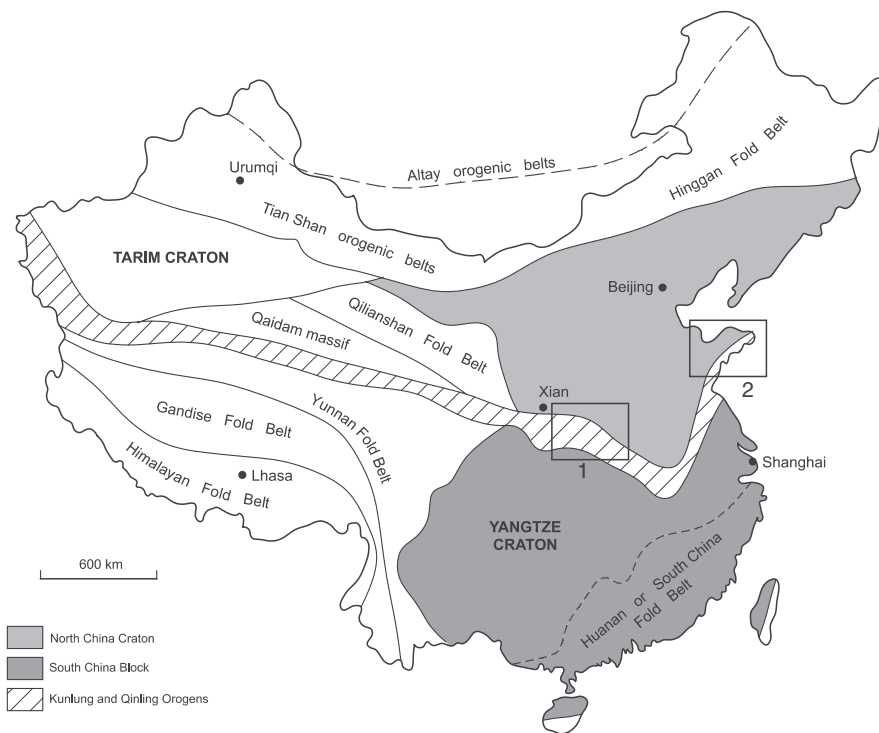 Altay orogenic belts
Hinggan Fold Belt
Urumqi
Tian Shan orogenic belts
TARIM CRATON
Beijing
Qilianshan Fold Belt
Qaidam massif
Xian
2
1
Yunnan Fold Belt
Gandise Fold Belt
Himalayan Fold Belt
Lhasa
Shanghai
YANGTZE
CRATON
Huanan or South China
Fold Belt
600 km
North China Craton
South China Block
Kunlung and Qinling Orogens